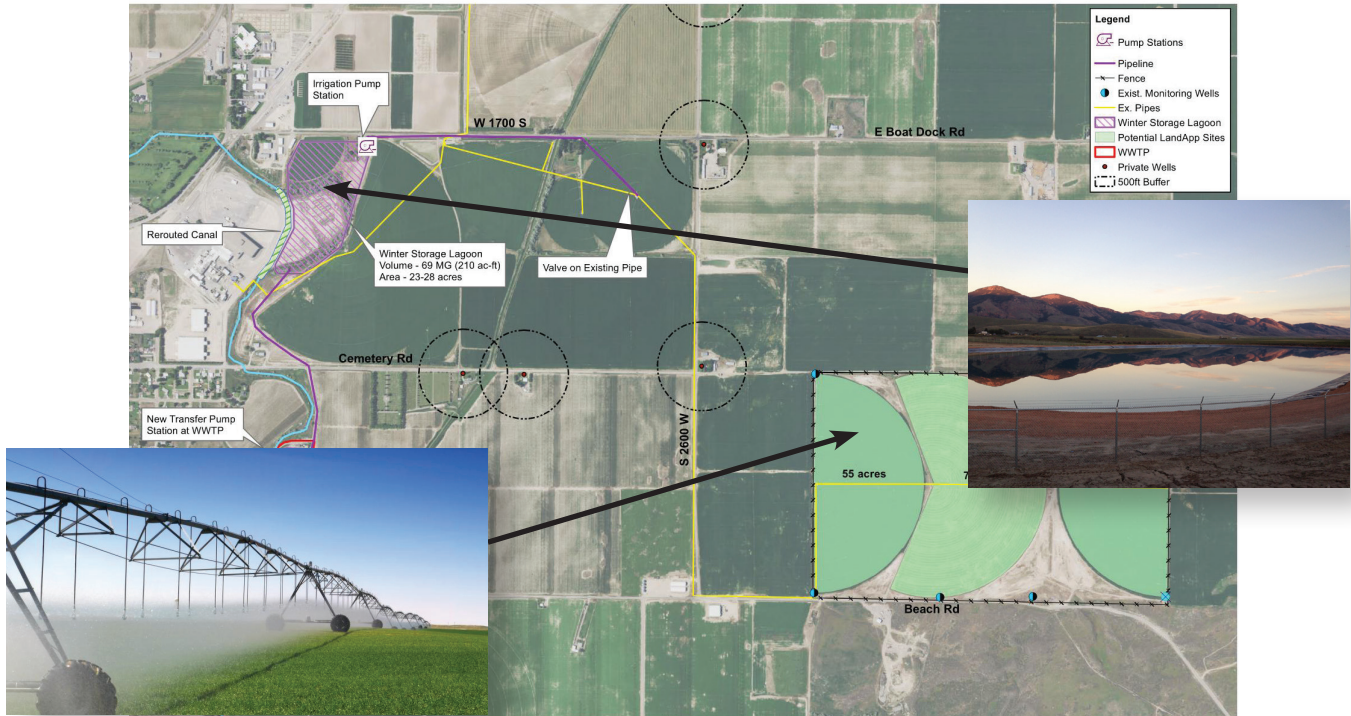 Legend
Pump Stations
Pipeline
Fence
Exist. Monitoring Wells
Ex. Pipes
Winter Storage Lagoon
Potential LandApp Sites
WWTP
Private Wells
500ft Buffer
Irrigation Pump
Station
W 1700 S
E Boat Dock Rd
Rerouted Canal
Winter Storage Lagoon
Volume - 69 MG (210 ac-ft)
Area - 23-28 acres
Valve on Existing Pipe
Cemetery Rd
New Transfer Pump
Station at WWTP
S 2600 W
55 acres
Beach Rd